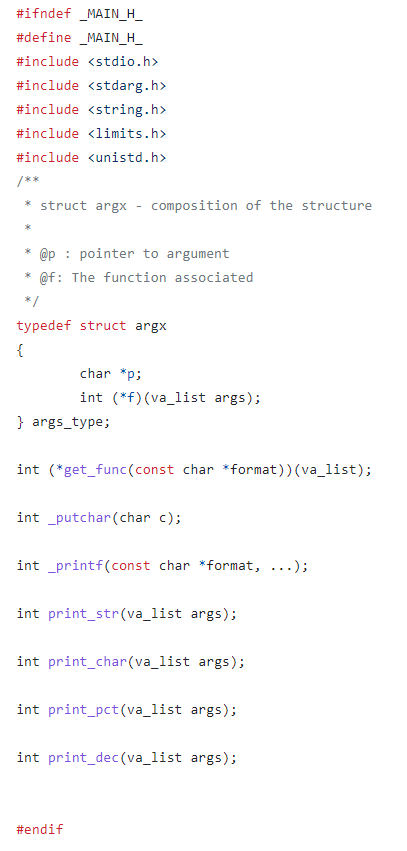 #ifndef _MAIN_H_
#define _MAIN_H_
#include <stdio.h>
#include <stdarg.h>
#include <string.h>
#include <limits.h>
#include <unistd.h>
/**
 * struct argx - composition of the structure
 *
 * @p : pointer to argument
 * @f: The function associated
 */
typedef struct argx
{
        char *p;
        int (*f)(va_list args);
} args_type;
int (*get_func(const char *format))(va_list);
int _putchar(char c);
int _printf(const char *format, ...);
int print_str(va_list args);
int print_char(va_list args);
int print_pct(va_list args);
int print_dec(va_list args);
#endif